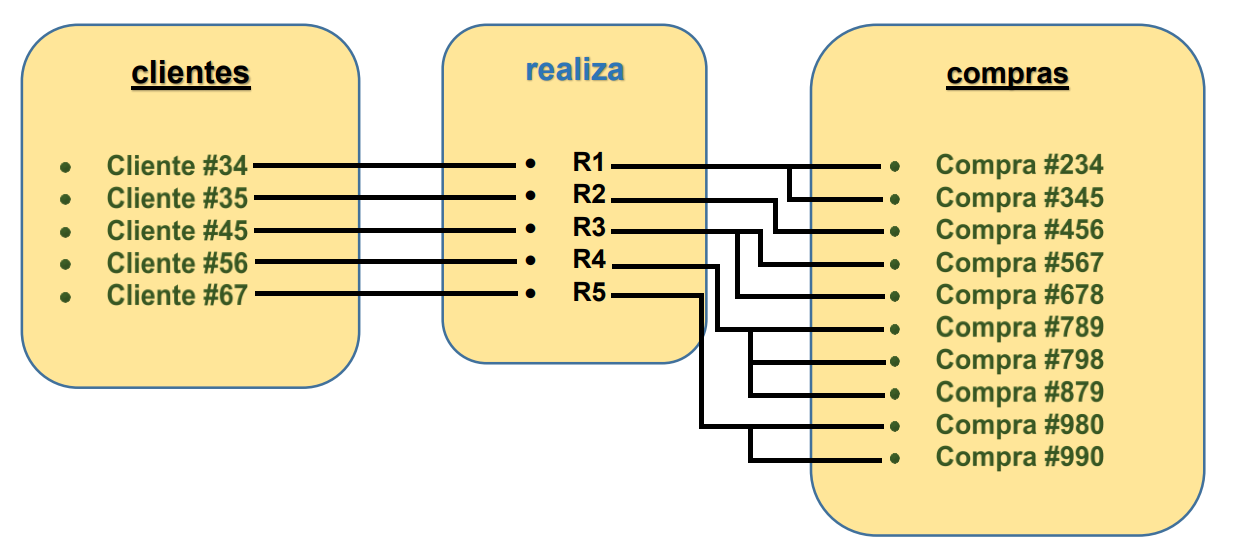 clientes
Cliente #34
Cliente #35
Cliente #45
Cliente #56
Cliente #67
realiza
R1
R2
R3
R4
R5
compras
Compra #234
Compra #345
Compra #456
Compra #567
Compra #678
Compra #789
Compra #798
Compra #879
Compra #980
Compra #990